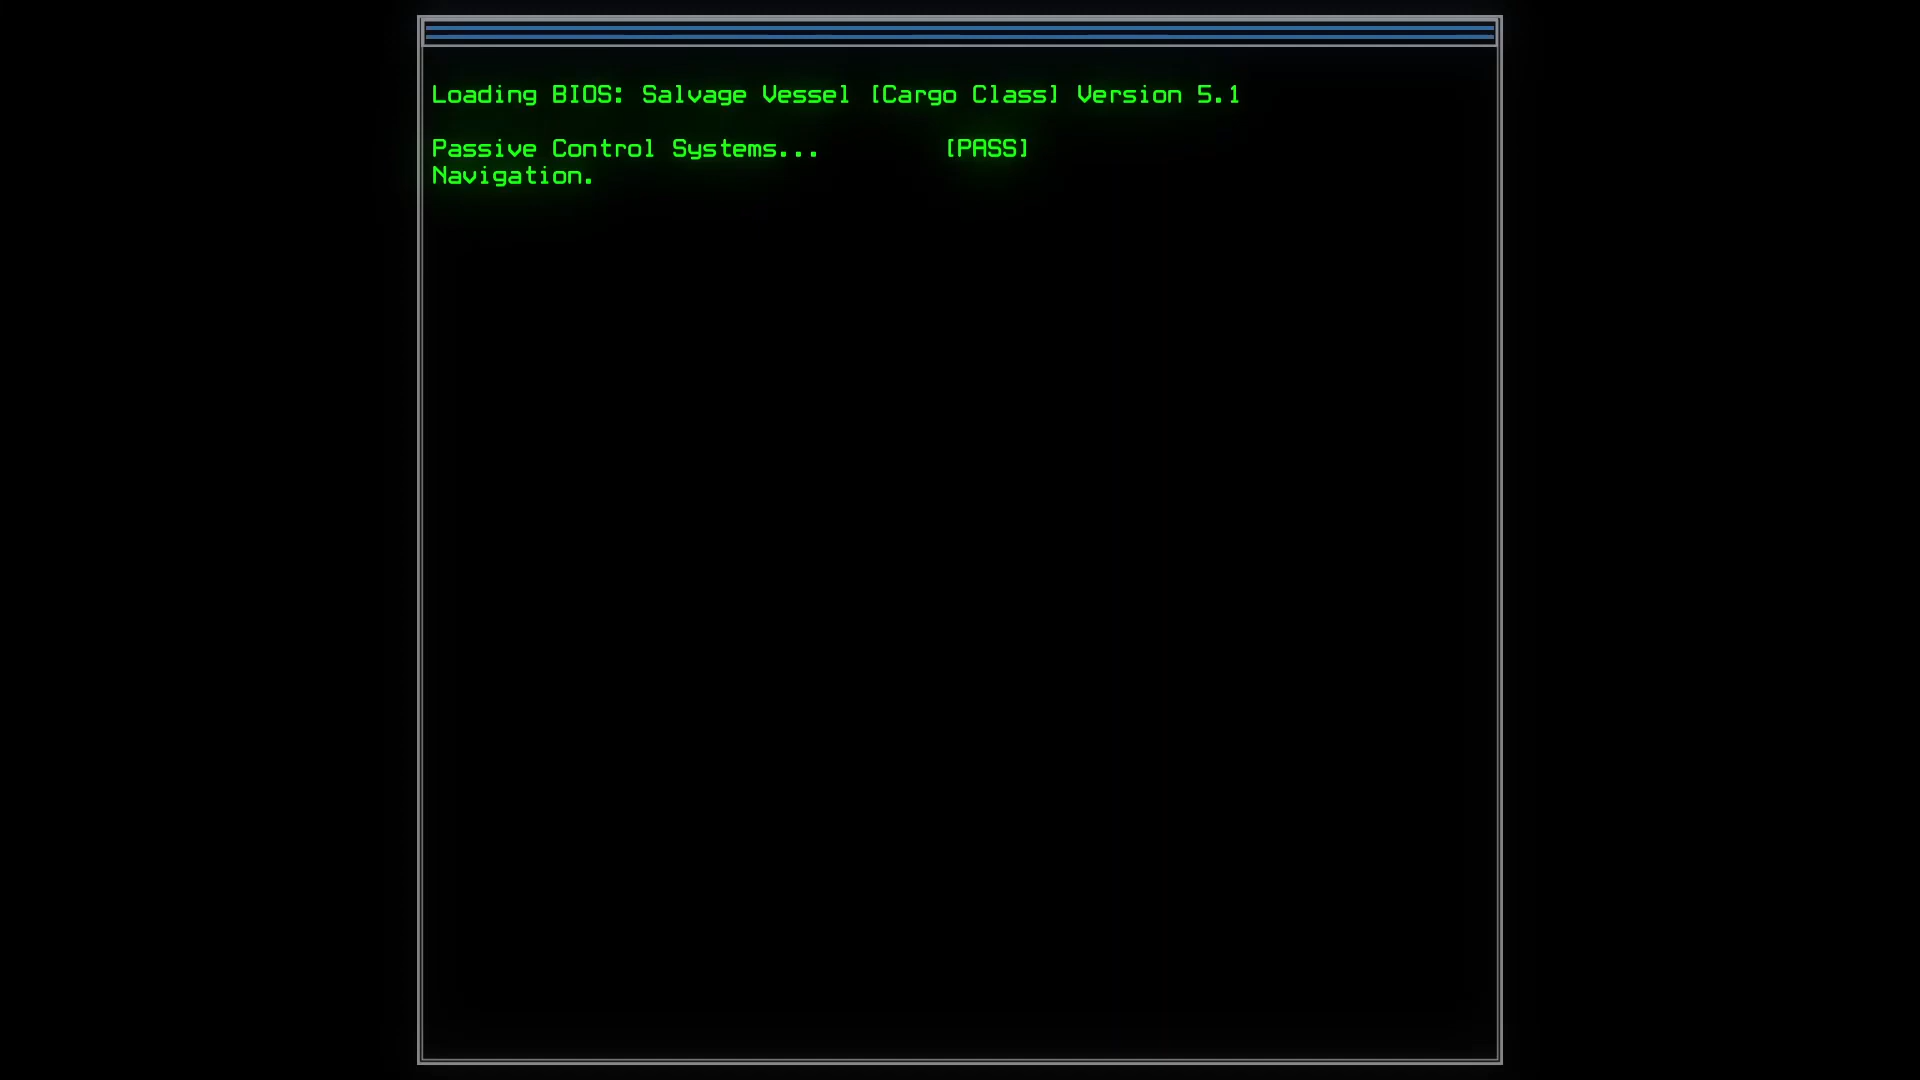 Loading BIOS: Salvage Vessel [Cargo Class] Version 5.1
Passive Control Systems... [PASS]
Navigation.